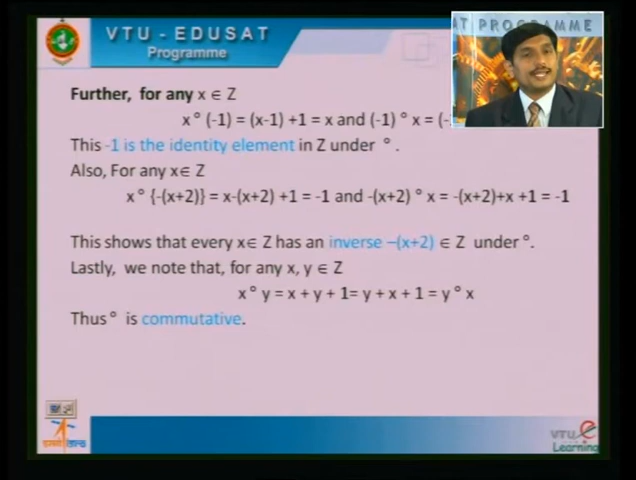 VTU - EDUSAT
Programme
AT PROGRAMME
Further, for any x ∈ Z
x ° (-1) = (x-1) +1 = x and (-1) ° x = (-
This -1 is the identity element in Z under ° .
Also, For any x∈ Z
x ° {-(x+2)} = x-(x+2) +1 = -1 and -(x+2) ° x = -(x+2)+x +1 = -1
This shows that every x∈ Z has an inverse –(x+2) ∈ Z under °.
Lastly, we note that, for any x, y ∈ Z
x ° y = x + y + 1= y + x + 1 = y ° x
Thus ° is commutative.
VTU e
Learning